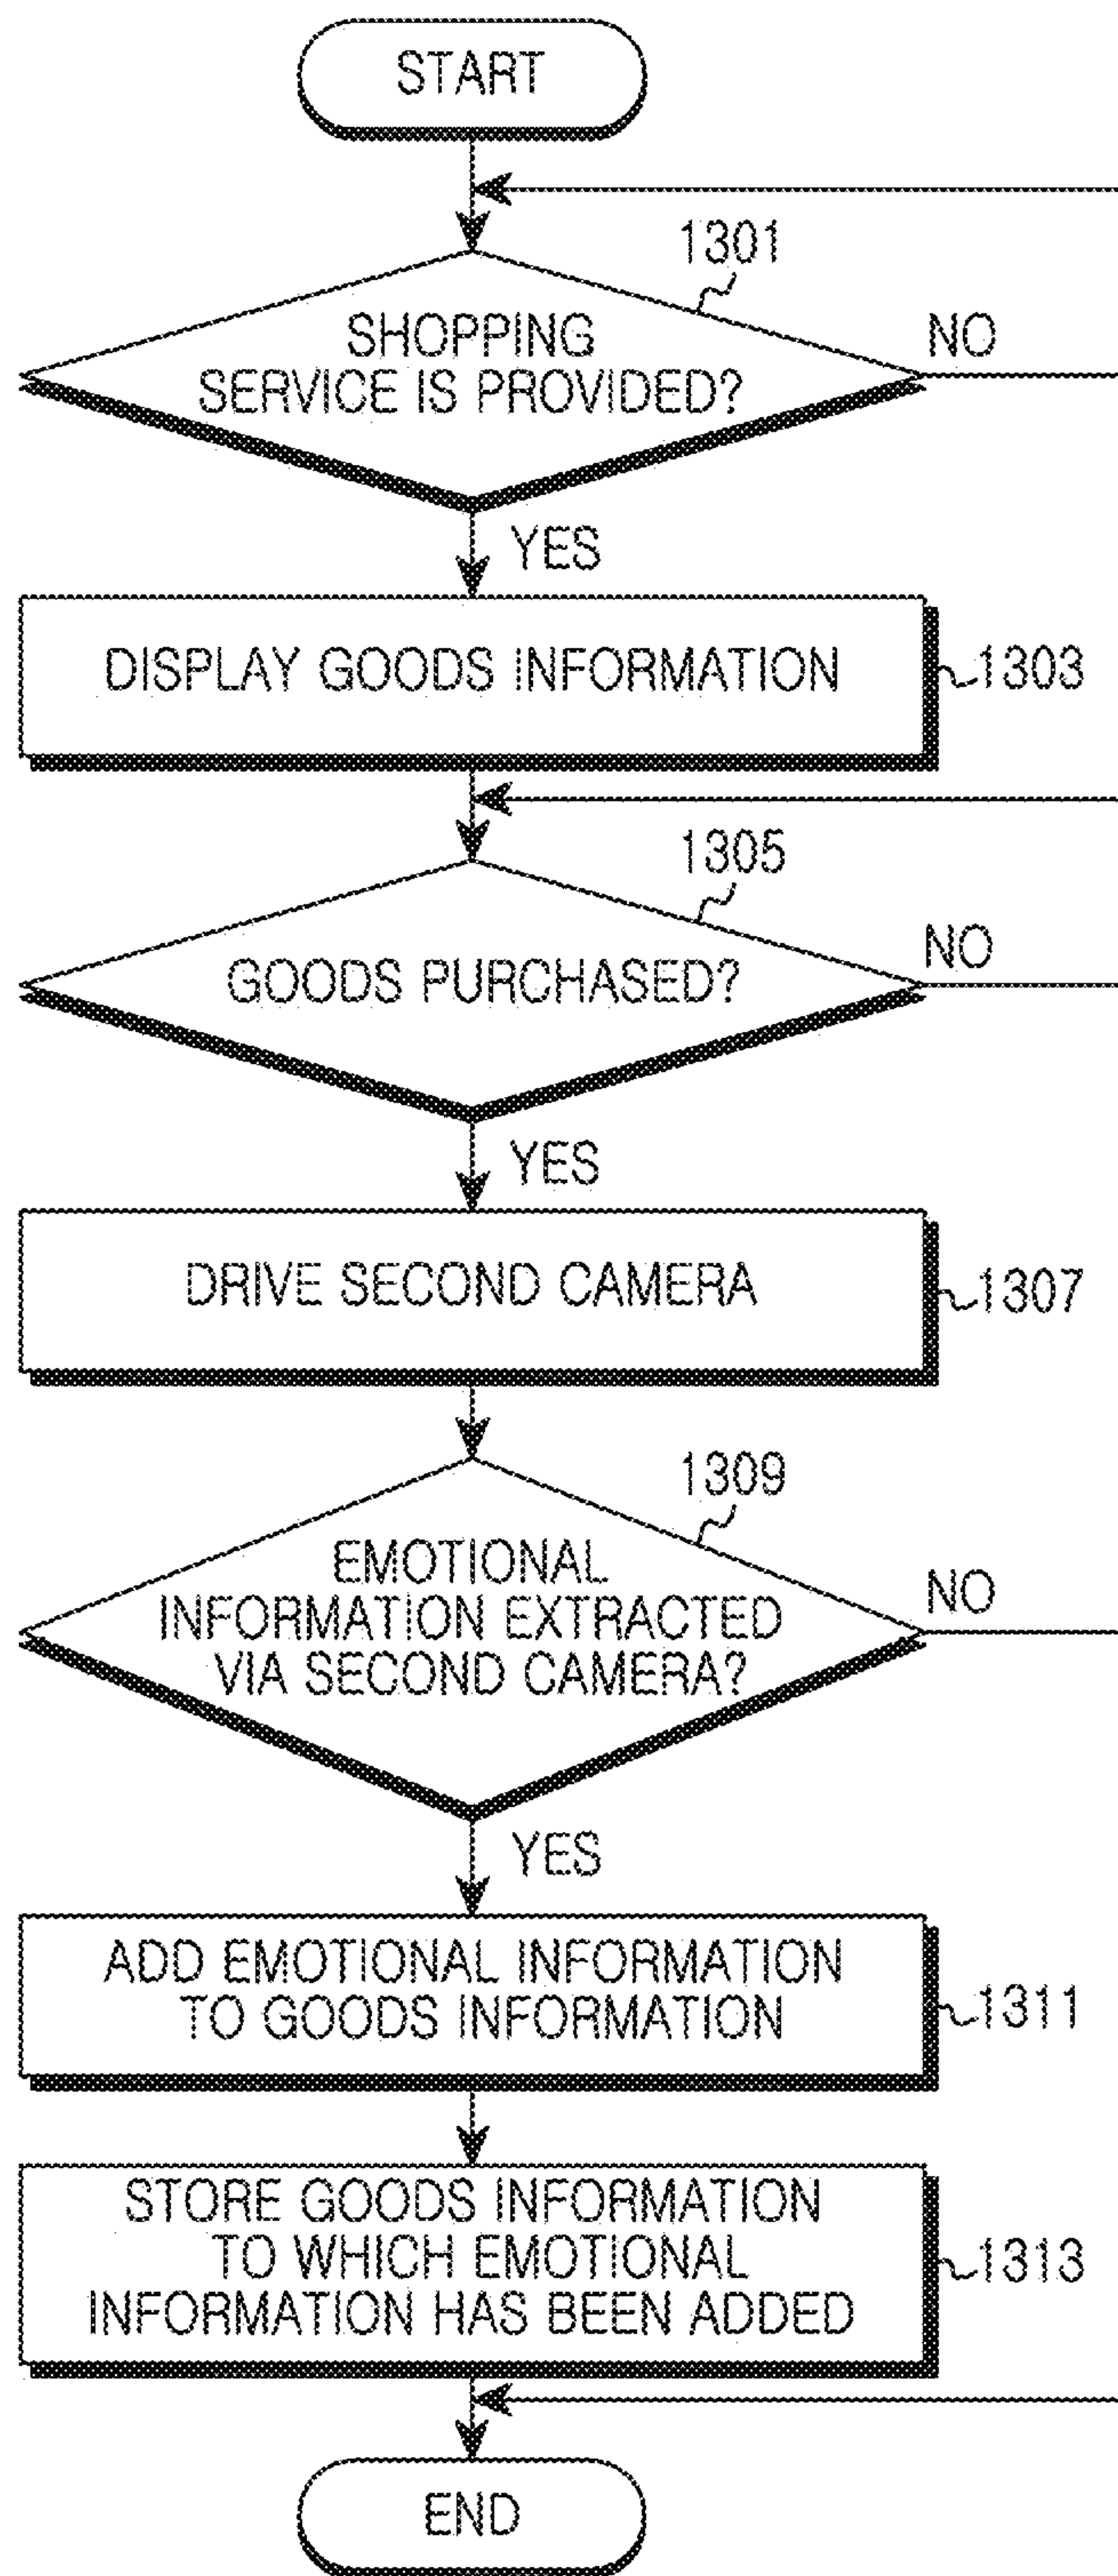 START
1301
SHOPPING
SERVICE IS PROVIDED?
NO
YES
DISPLAY GOODS INFORMATION
1303
1305
GOODS PURCHASED?
NO
YES
DRIVE SECOND CAMERA
1307
1309
EMOTIONAL
INFORMATION EXTRACTED
VIA SECOND CAMERA?
NO
YES
ADD EMOTIONAL INFORMATION
TO GOODS INFORMATION
1311
STORE GOODS INFORMATION
TO WHICH EMOTIONAL
INFORMATION HAS BEEN ADDED
1313
END